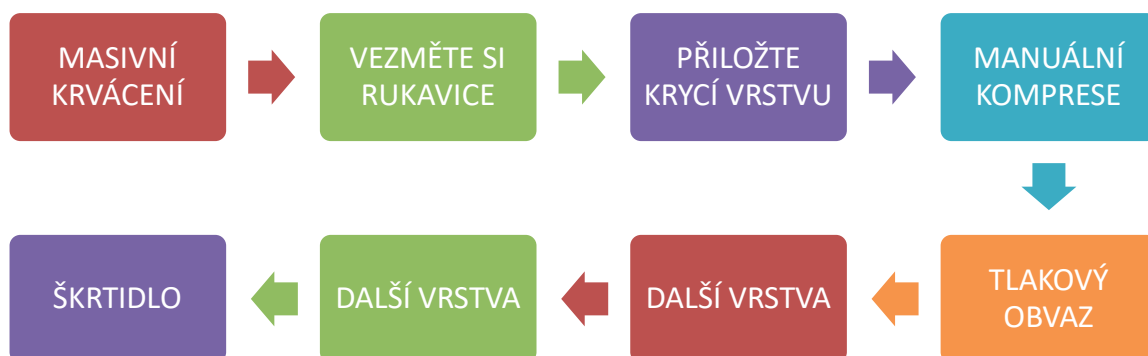 MASIVNÍ
KRVÁCENÍ
VEZMĚTE SI
RUKAVICE
PŘILOŽTE
KRYCÍ VRSTVU
MANUÁLNÍ
KOMPRESE
TLAKOVÝ
OBVAZ
DALŠÍ VRSTVA
DALŠÍ VRSTVA
ŠKRTIDLO